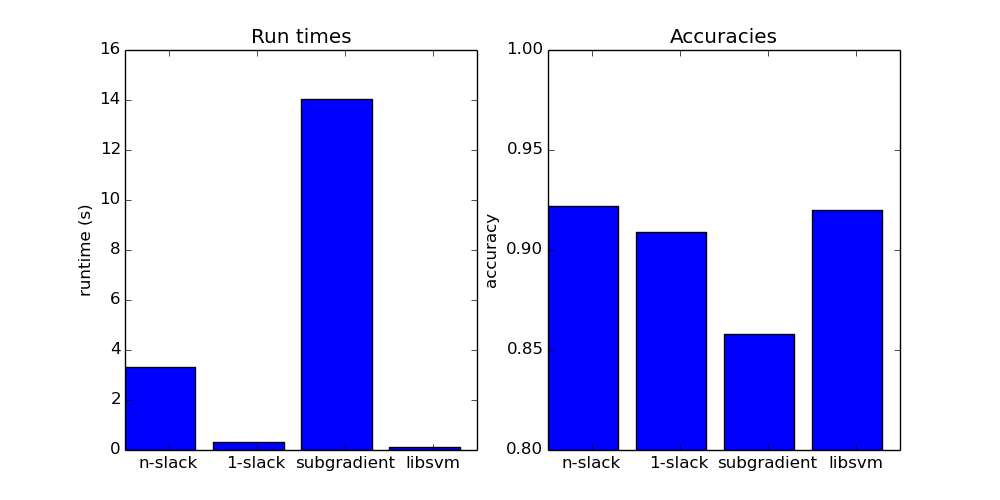 Run times
16
14
12
10
8
6
4
2
0
runtime (s)
n-slack 1-slack subgradient libsvm
Accuracies
1.00
0.95
0.90
0.85
0.80
accuracy
n-slack 1-slack subgradient libsvm